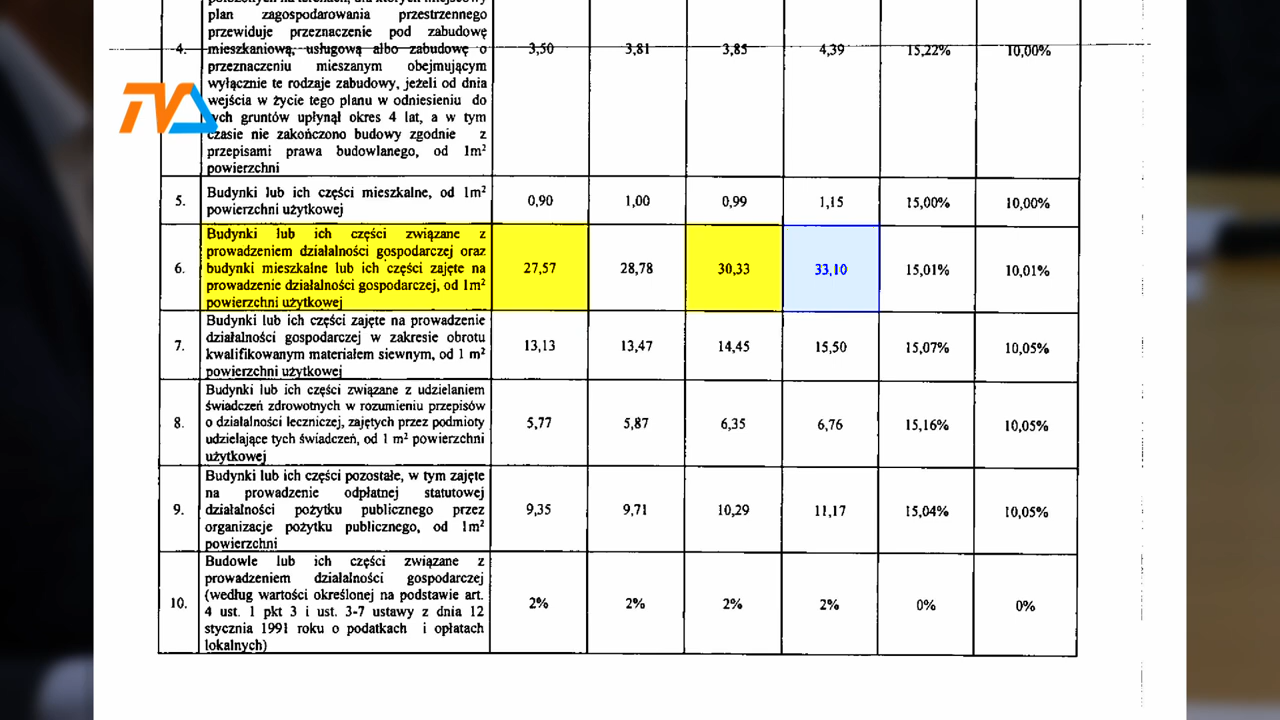 plan zagospodarowania przestrzennego
przewiduje przeznaczenie pod zabudowę
4. mieszkaniową, usługową albo zabudowę o 3,50 3,81 3,85 4,39 15,22% 10,00%
przeznaczeniu mieszanym obejmującym
wyłącznie te rodzaje zabudowy, jeżeli od dnia
wejścia w życie tego planu w odniesieniu do
tych gruntów upłynął okres 4 lat, a w tym
czasie nie zakończono budowy zgodnie z
przepisami prawa budowlanego, od 1m²
powierzchni
TVA
5. Budynki lub ich części mieszkalne, od 1m² 0,90 1,00 0,99 1,15 15,00% 10,00%
powierzchni użytkowej
Budynki lub ich części związane z
prowadzeniem działalności gospodarczej oraz
6. budynki mieszkalne lub ich części zajęte na 27,57 28,78 30,33 33,10 15,01% 10,01%
prowadzenie działalności gospodarczej, od 1m²
powierzchni użytkowej
Budynki lub ich części zajęte na prowadzenie
działalności gospodarczej w zakresie obrotu
7. kwalifikowanym materiałem siewnym, od 1 m² 13,13 13,47 14,45 15,50 15,07% 10,05%
powierzchni użytkowej
Budynki lub ich części związane z udzielaniem
świadczeń zdrowotnych w rozumieniu przepisów
8. o działalności leczniczej, zajętych przez podmioty 5,77 5,87 6,35 6,76 15,16% 10,05%
udzielające tych świadczeń, od 1 m² powierzchni
użytkowej
Budynki lub ich części pozostałe, w tym zajęte
na prowadzenie odpłatnej statutowej
9. działalności pożytku publicznego przez 9,35 9,71 10,29 11,17 15,04% 10,05%
organizacje pożytku publicznego, od 1m²
powierzchni
Budowle lub ich części związane z
prowadzeniem działalności gospodarczej
10. (według wartości określonej na podstawie art. 2% 2% 2% 2% 0% 0%
4 ust. 1 pkt 3 i ust. 3-7 ustawy z dnia 12
stycznia 1991 roku o podatkach i opłatach
lokalnych)